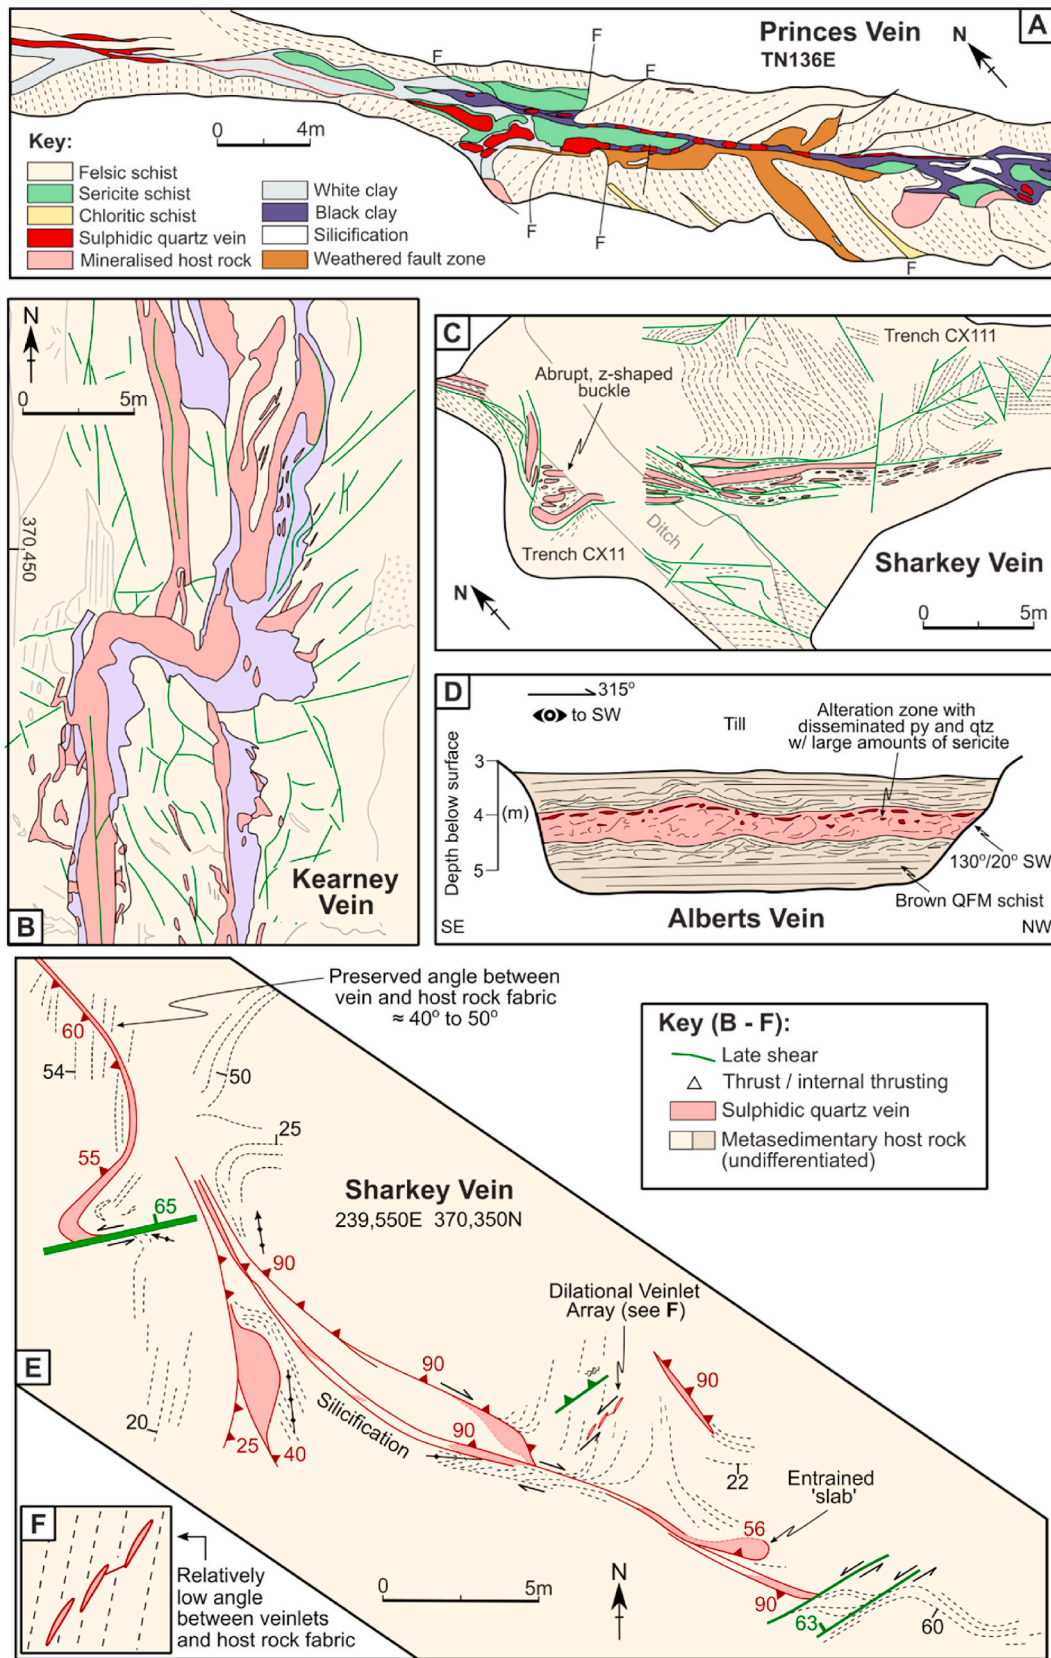 A
Princes Vein
TN136E
N
F
F
F
F
F
F
0 4m
Key:
Felsic schist
Sericite schist
Chloritic schist
Sulphidic quartz vein
Mineralised host rock
White clay
Black clay
Silicification
Weathered fault zone
B
N
0 5m
370,450
Kearney
Vein
C
Trench CX111
Abrupt, z-shaped
buckle
Ditch
Trench CX11
Sharkey Vein
N
0 5m
D
315°
to SW
Till
Alteration zone with
disseminated py and qtz
w/ large amounts of sericite
Depth below surface
(m)
3
4
5
130°/20° SW
Brown QFM schist
SE
Alberts Vein
NW
E
Preserved angle between
vein and host rock fabric
≈ 40° to 50°
60
54
50
25
55
65
Sharkey Vein
239,550E 370,350N
90
Dilational Veinlet
Array (see F)
90
90
90
Silicification
20
25
40
22
Entrained
'slab'
56
90
63
60
0 5m
N
Key (B - F):
Late shear
Thrust / internal thrusting
Sulphidic quartz vein
Metasedimentary host rock
(undifferentiated)
F
Relatively
low angle
between veinlets
and host rock fabric